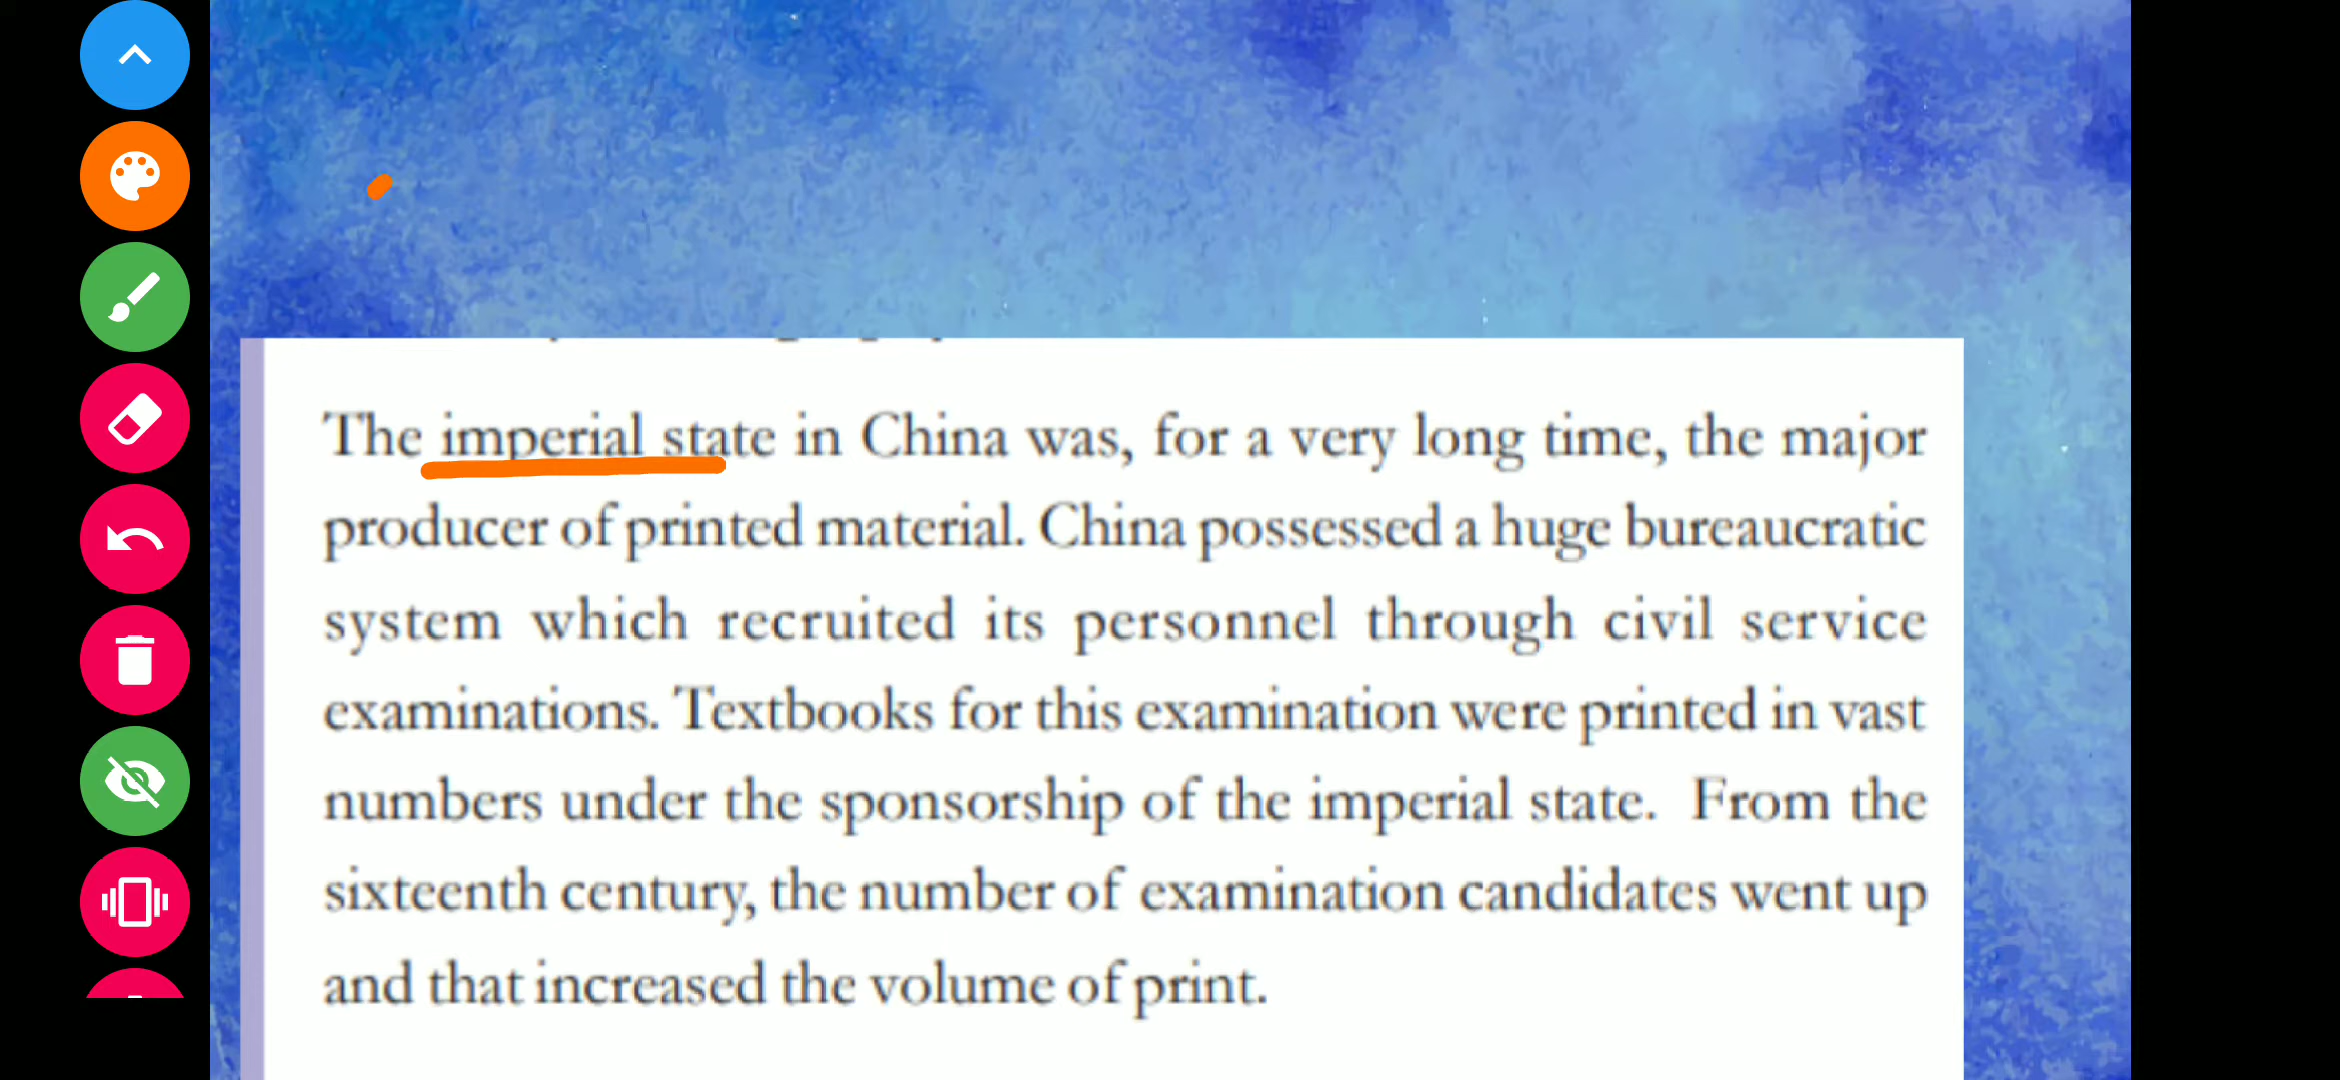 The imperial state in China was, for a very long time, the major
producer of printed material. China possessed a huge bureaucratic
system which recruited its personnel through civil service
examinations. Textbooks for this examination were printed in vast
numbers under the sponsorship of the imperial state. From the
sixteenth century, the number of examination candidates went up
and that increased the volume of print.